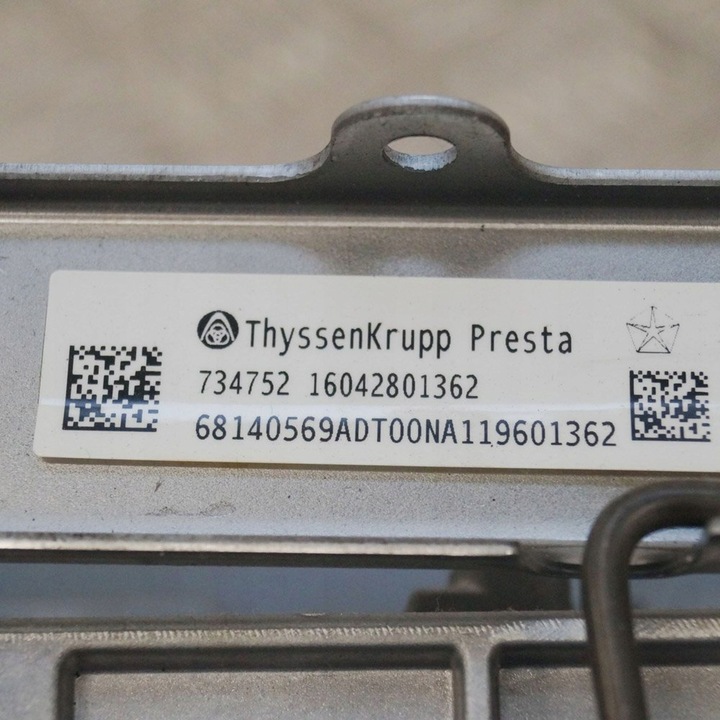 ThyssenKrupp Presta
734752 16042801362
68140569ADT00NA119601362